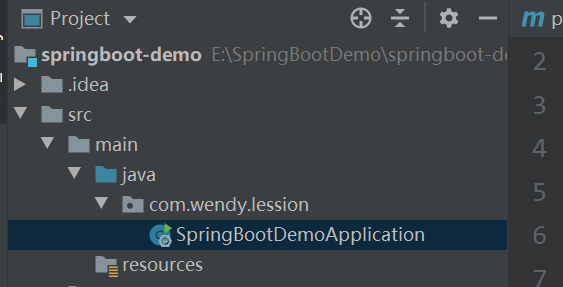 Project
springboot-demo E:\SpringBootDemo\springboot-de
.idea
src
main
java
com.wendy.lession
SpringBootDemoApplication
resources
m p
2
3
4
5
6
7